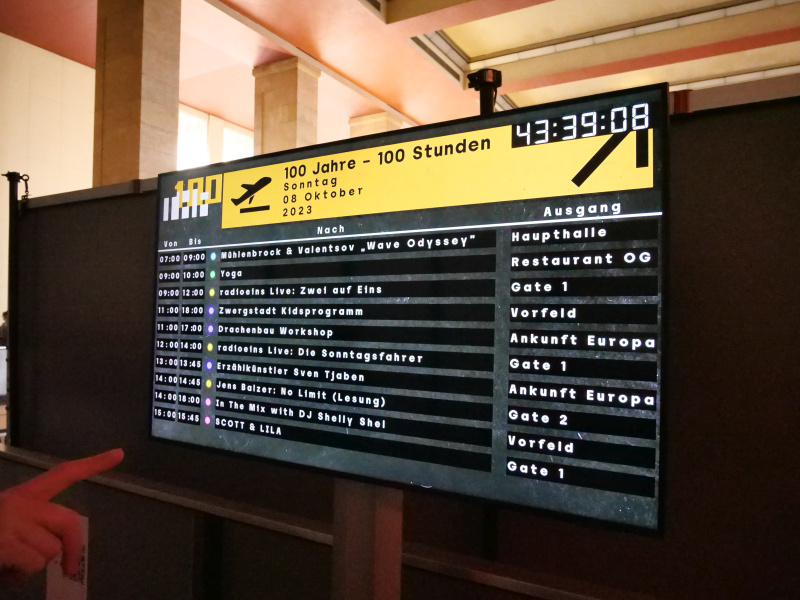 100
43:39:08
100 Jahre – 100 Stunden
Sonntag
08 Oktober
2023
Von Bis Nach Ausgang
07:00 09:00 Mühlenbrock & Valentsov „Wave Odyssey" Haupthalle
09:00 10:00 Yoga Restaurant OG
09:00 12:00 radioeins Live: Zwei auf Eins Gate 1
11:00 18:00 Zwergstadt Kidsprogramm Vorfeld
11:00 17:00 Drachenbau Workshop Ankunft Europa
12:00 14:00 radioeins Live: Die Sonntagsfahrer Gate 1
13:00 13:45 Erzählkünstler Sven Tjaben Ankunft Europa
14:00 14:45 Jens Balzer: No Limit (Lesung) Gate 2
14:00 18:00 In The Mix with DJ Shelly Shel Vorfeld
15:00 15:45 SCOTT & LILA Gate 1